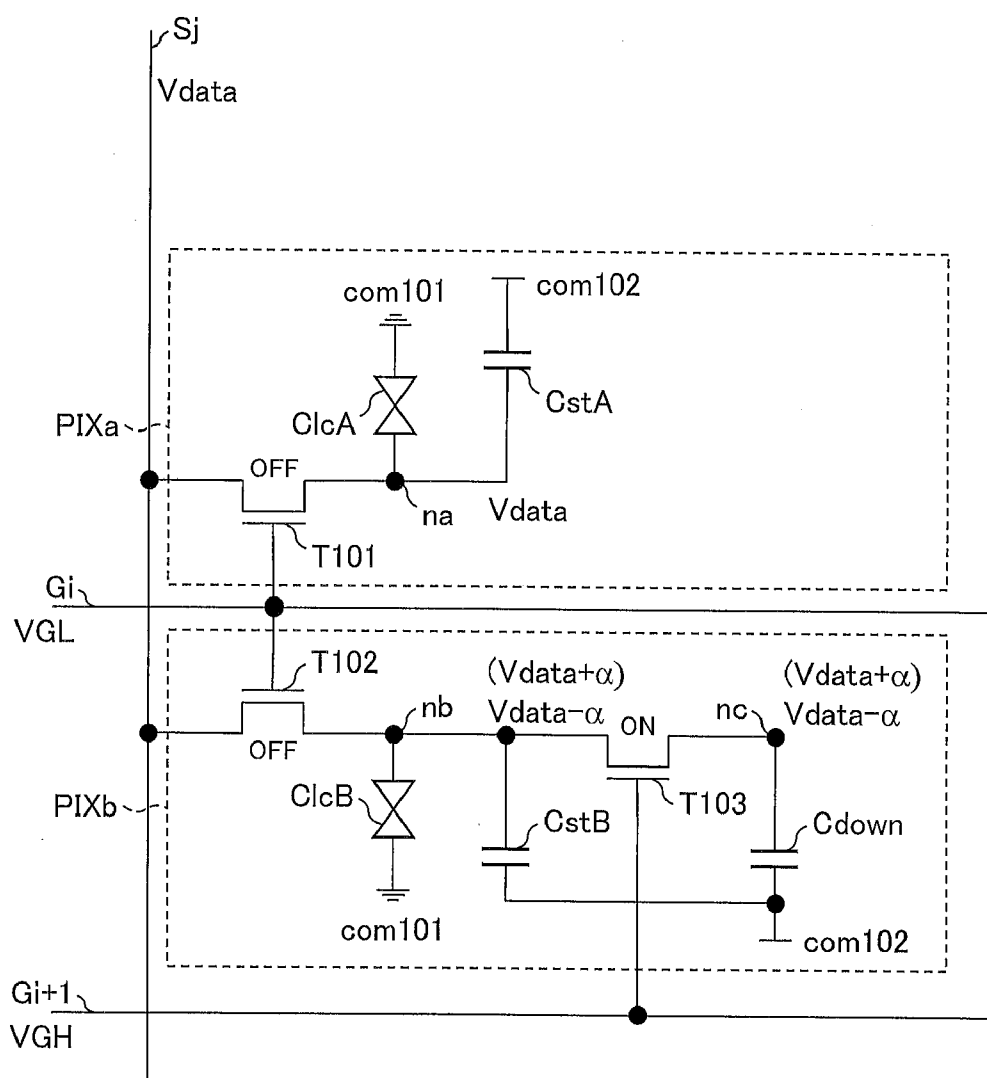 Sj
Vdata
com101
com102
ClcA
CstA
PIXa
OFF
na
Vdata
T101
Gi
VGL
T102
(Vdata+α)
Vdata−α
(Vdata+α)
Vdata−α
nb
ON
nc
OFF
PIXb
ClcB
CstB
T103
Cdown
com101
com102
Gi+1
VGH